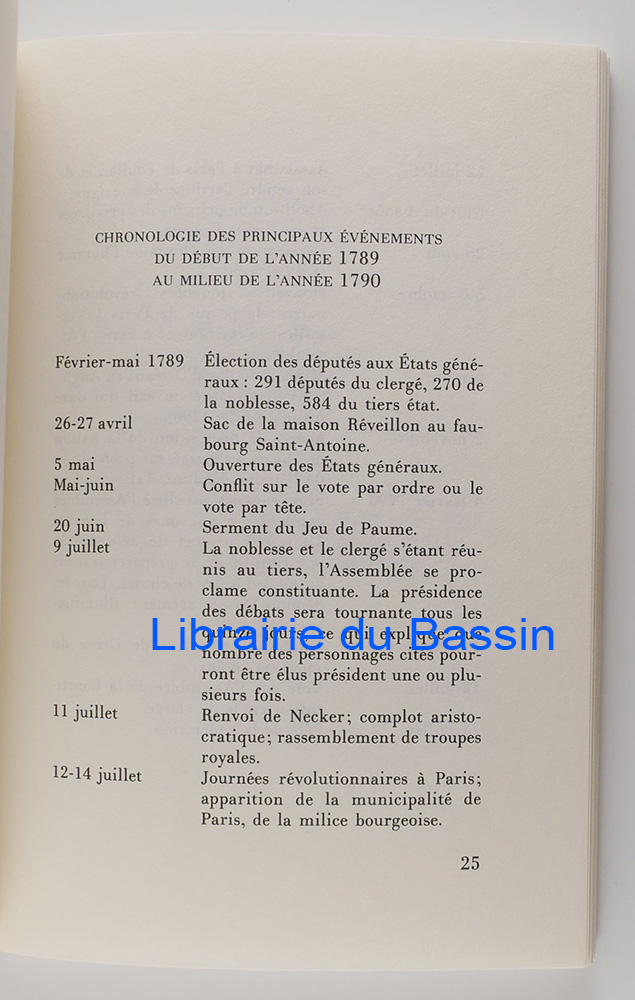 CHRONOLOGIE DES PRINCIPAUX ÉVÉNEMENTS
DU DÉBUT DE L'ANNÉE 1789
AU MILIEU DE L'ANNÉE 1790
Février-mai 1789 Élection des députés aux États géné-
raux : 291 députés du clergé, 270 de
la noblesse, 584 du tiers état.
26-27 avril Sac de la maison Réveillon au fau-
bourg Saint-Antoine.
5 mai Ouverture des États généraux.
Mai-juin Conflit sur le vote par ordre ou le
vote par tête.
20 juin Serment du Jeu de Paume.
9 juillet La noblesse et le clergé s'étant réu-
nis au tiers, l'Assemblée se pro-
clame constituante. La présidence
des débats sera tournante tous les
quinze jours, ce qui explique que
Librairie du Bassin
nombre des personnages cités pour-
ront être élus président une ou plu-
sieurs fois.
11 juillet Renvoi de Necker; complot aristo-
cratique; rassemblement de troupes
royales.
12-14 juillet Journées révolutionnaires à Paris;
apparition de la municipalité de
Paris, de la milice bourgeoise.
25